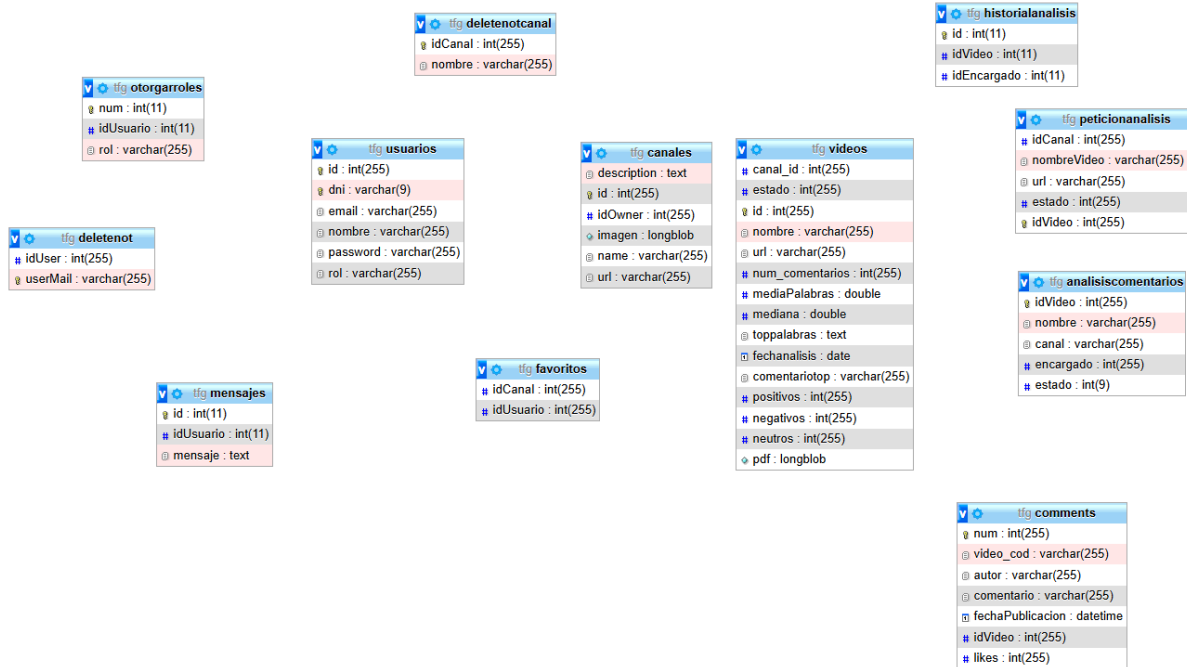 tfg deletenotcanal
idCanal : int(255)
nombre : varchar(255)
tfg historialanalisis
id : int(11)
idVideo : int(11)
idEncargado : int(11)
tfg otorgarroles
num : int(11)
idUsuario : int(11)
rol : varchar(255)
tfg usuarios
id : int(255)
dni : varchar(9)
email : varchar(255)
nombre : varchar(255)
password : varchar(255)
rol : varchar(255)
tfg canales
description : text
id : int(255)
idOwner : int(255)
imagen : longblob
name : varchar(255)
url : varchar(255)
tfg videos
canal_id : int(255)
estado : int(255)
id : int(255)
nombre : varchar(255)
url : varchar(255)
num_comentarios : int(255)
mediaPalabras : double
mediana : double
toppalabras : text
fechanalisis : date
comentariotop : varchar(255)
positivos : int(255)
negativos : int(255)
neutros : int(255)
pdf : longblob
tfg peticionanalisis
idCanal : int(255)
nombreVideo : varchar(255)
url : varchar(255)
estado : int(255)
idVideo : int(255)
tfg deletenot
idUser : int(255)
userMail : varchar(255)
tfg analisiscomentarios
idVideo : int(255)
nombre : varchar(255)
canal : varchar(255)
encargado : int(255)
estado : int(9)
tfg favoritos
idCanal : int(255)
idUsuario : int(255)
tfg mensajes
id : int(11)
idUsuario : int(11)
mensaje : text
tfg comments
num : int(255)
video_cod : varchar(255)
autor : varchar(255)
comentario : varchar(255)
fechaPublicacion : datetime
idVideo : int(255)
likes : int(255)